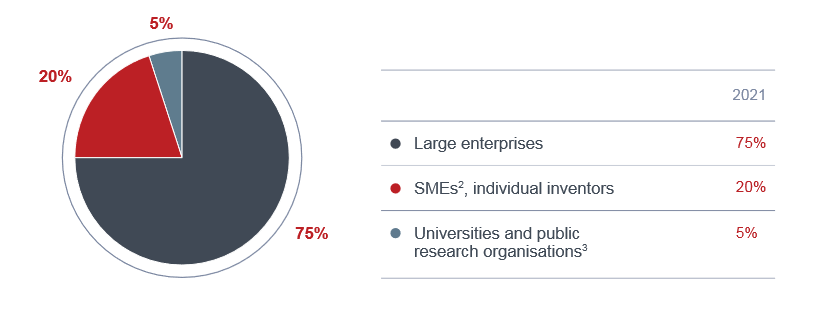 5%
20%
75%
2021
Large enterprises 75%
SMEs², individual inventors 20%
Universities and public
research organisations³ 5%